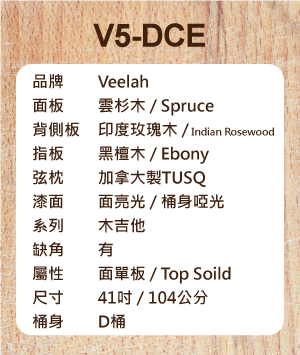 V5-DCE
品牌 Veelah
面板 雲杉木 / Spruce
背側板 印度玫瑰木 / Indian Rosewood
指板 黑檀木 / Ebony
弦枕 加拿大製TUSQ
漆面 面亮光 / 桶身啞光
系列 木吉他
缺角 有
屬性 面單板 / Top Soild
尺寸 41吋 / 104公分
桶身 D桶